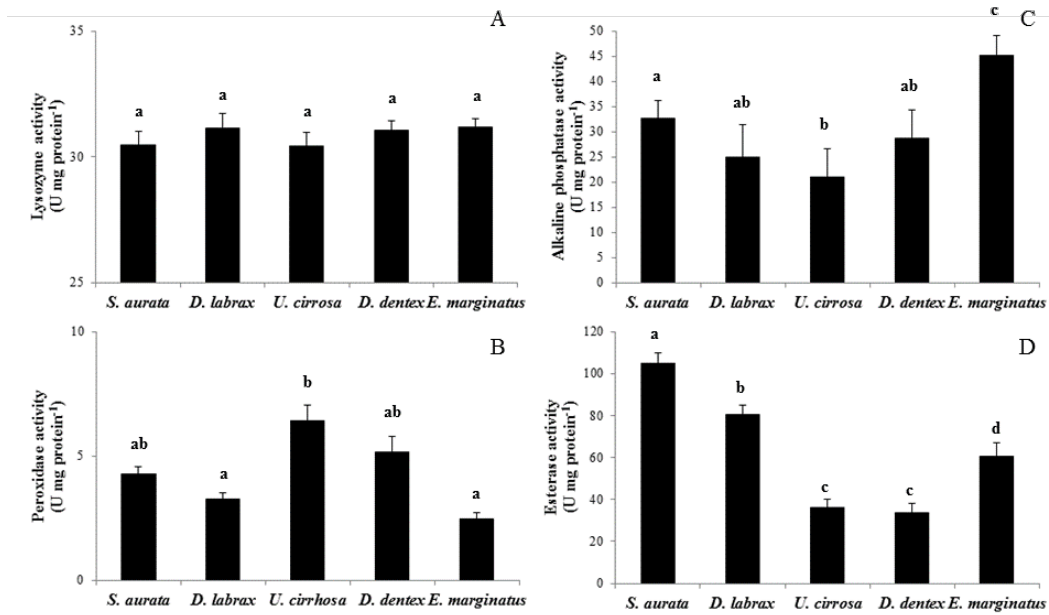 A
35
30
25
Lysozyme activity
(U mg protein⁻¹)
a a a a a
S. aurata D. labrax U. cirrosa D. dentex E. marginatus
C
50
45
40
35
30
25
20
15
10
5
0
Alkaline phosphatase activity
(U mg protein⁻¹)
a ab b ab c
S. aurata D. labrax U. cirrosa D. dentex E. marginatus
B
10
5
0
Peroxidase activity
(U mg protein⁻¹)
ab a b ab a
S. aurata D. labrax U. cirrhosa D. dentex E. marginatus
D
120
100
80
60
40
20
0
Esterase activity
(U mg protein⁻¹)
a b c c d
S. aurata D. labrax U. cirrosa D. dentex E. marginatus